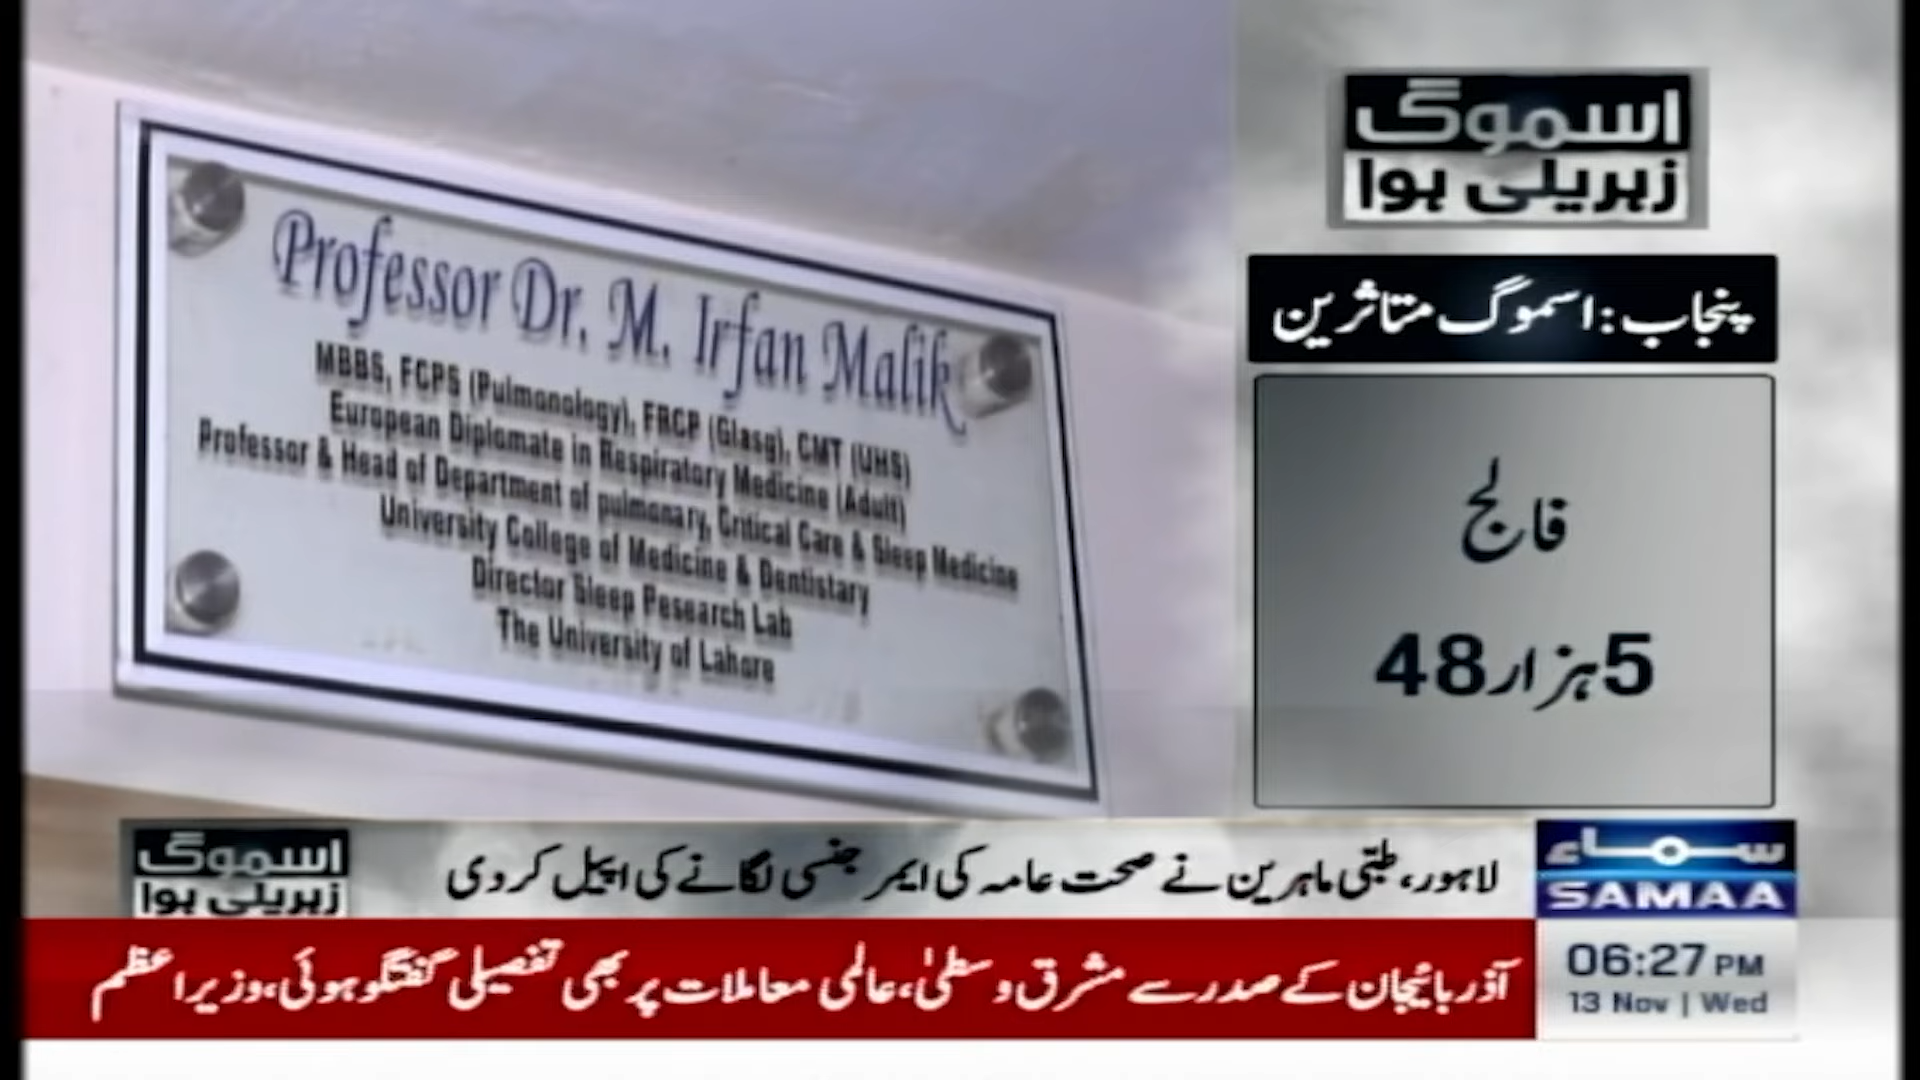 Professor Dr. M. Irfan Malik
MBBS, FCPS (Pulmonology), FRCP (Glasg), CMT (UHS)
European Diplomate in Respiratory Medicine (Adult)
Professor & Head of Department of pulmonary, Critical Care & Sleep Medicine
University College of Medicine & Dentistary
Director Sleep Pesearch Lab
The University of Lahore
اسموگ
زہریلی ہوا
پنجاب: اسموگ متاثرین
فالج
5ہزار48
اسموگ
زہریلی ہوا
لاہور، طبّی ماہرین نے صحت عامہ کی ایمرجنسی لگانے کی اپیل کردی
سماء
SAMAA
آذربائیجان کے صدر سے مشرق وسطیٰ، عالمی معاملات پر بھی تفصیلی گفتگو ہوئی، وزیراعظم
06:27 PM
13 Nov | Wed